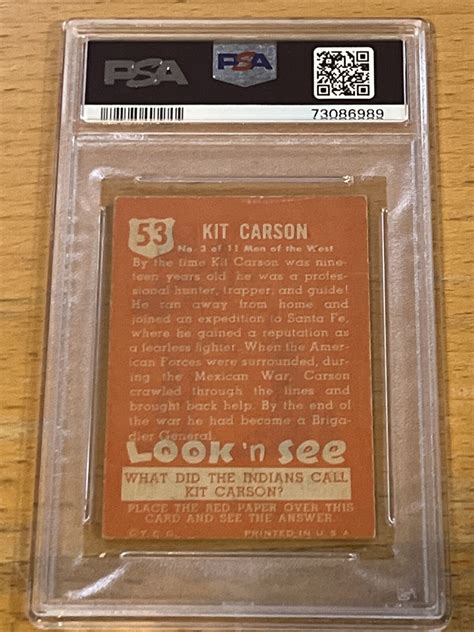 PSA
PSA
73086989
53
KIT CARSON
No. 3 of 11 Men of the West
By the time Kit Carson was nine-
teen years old he was a profes-
sional hunter, trapper, and guide!
He ran away from home and
joined an expedition to Santa Fe,
where he gained a reputation as
a fearless fighter. When the Amer-
ican Forces were surrounded, dur-
ing the Mexican War, Carson
crawled through the lines and
brought back help. By the end of
the war he had become a Briga-
dier General.
LOOK 'n SEE
WHAT DID THE INDIANS CALL
KIT CARSON?
PLACE THE RED PAPER OVER THIS
CARD AND SEE THE ANSWER.
©T.C.G. PRINTED IN U.S.A.